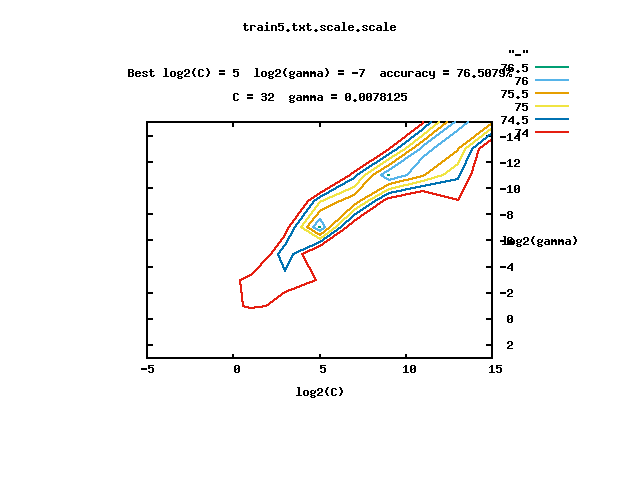 train5.txt.scale.scale
"-"
Best log2(C) = 5  log2(gamma) = -7  accuracy = 76.5079%
76.5
76
C = 32  gamma = 0.0078125
75.5
75
74.5
74
-14
-12
-10
-8
-6
log2(gamma)
-4
-2
0
2
-5 0 5 10 15
log2(C)